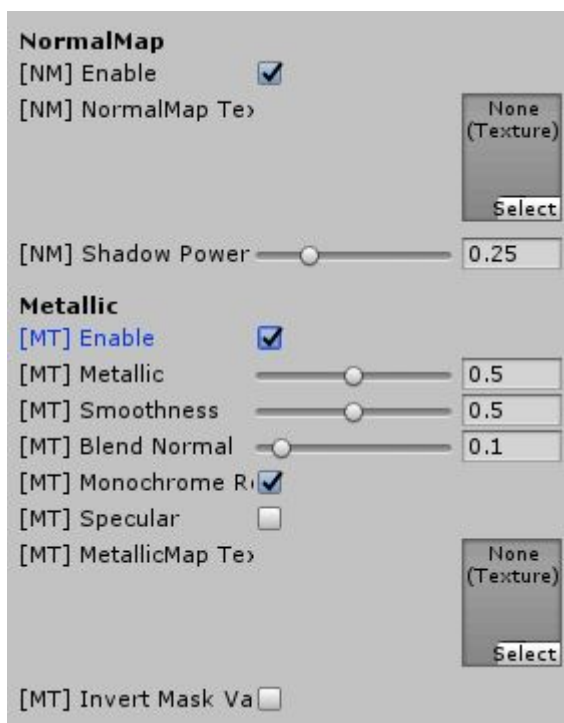 NormalMap
[NM] Enable
[NM] NormalMap Tex
None
(Texture)
Select
[NM] Shadow Power 0.25
Metallic
[MT] Enable
[MT] Metallic 0.5
[MT] Smoothness 0.5
[MT] Blend Normal 0.1
[MT] Monochrome R
[MT] Specular
[MT] MetallicMap Tex
None
(Texture)
Select
[MT] Invert Mask Va